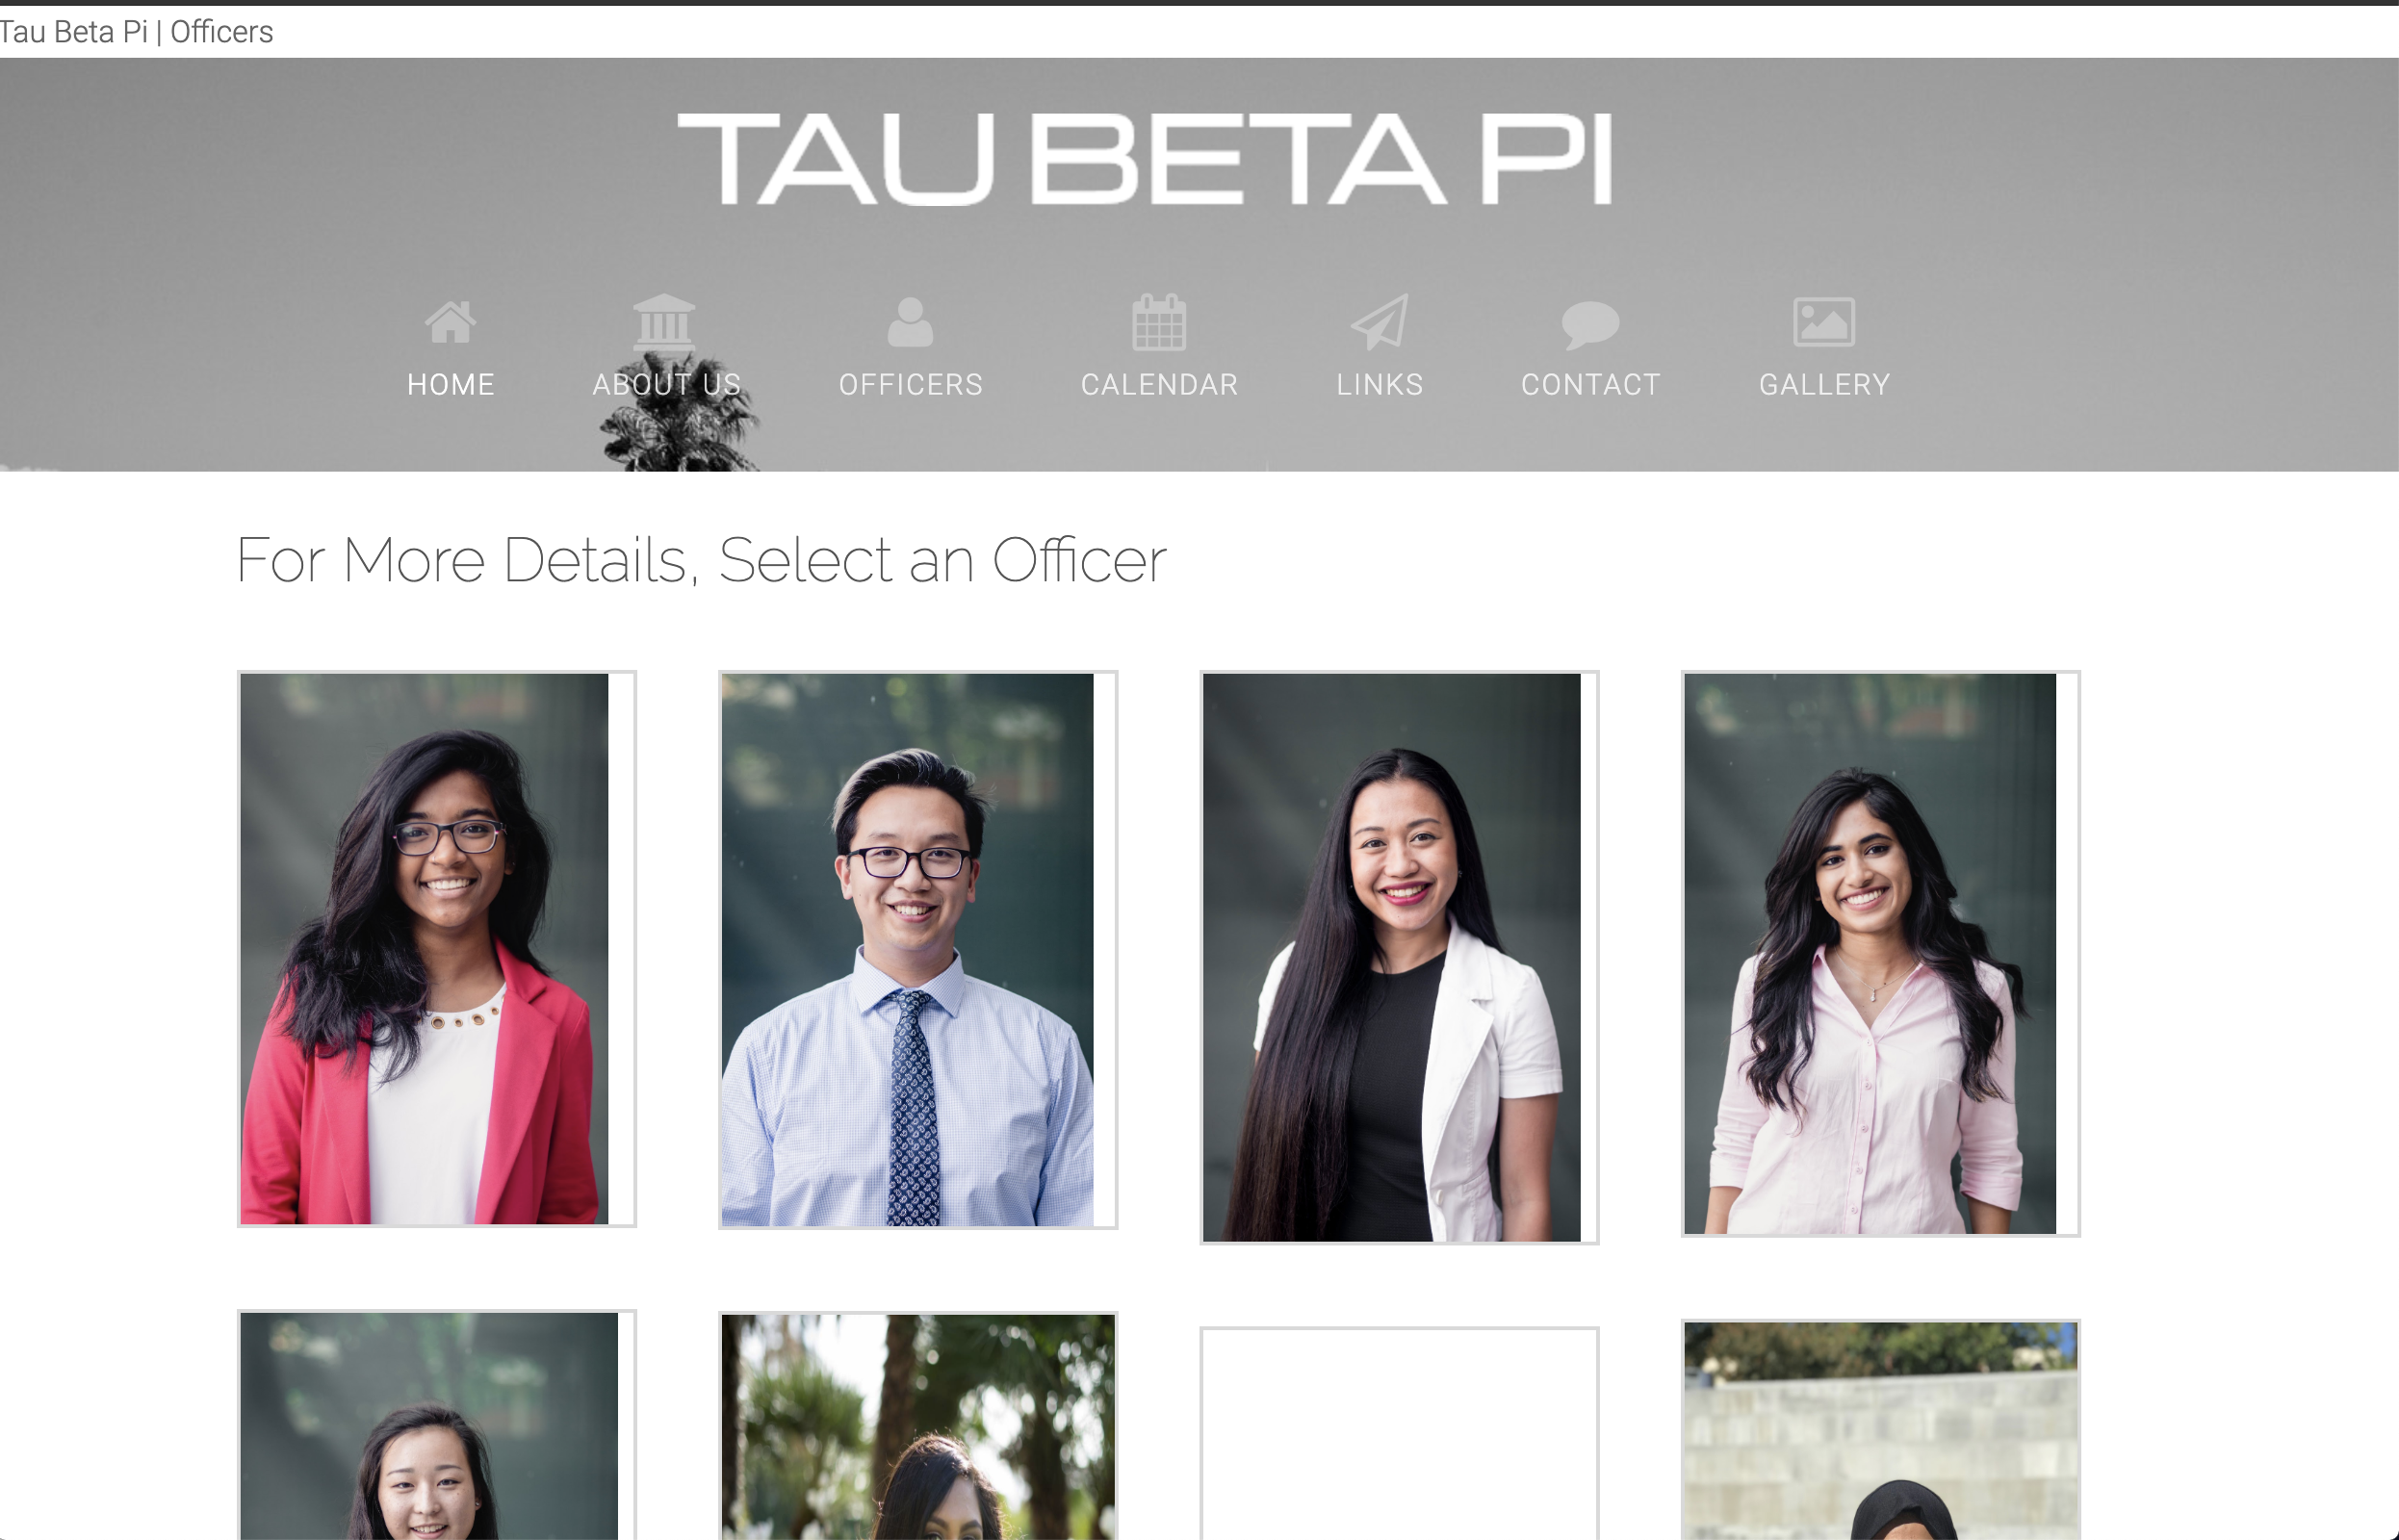 Tau Beta Pi | Officers
TAU BETA PI
HOME
ABOUT US
OFFICERS
CALENDAR
LINKS
CONTACT
GALLERY
For More Details, Select an Officer